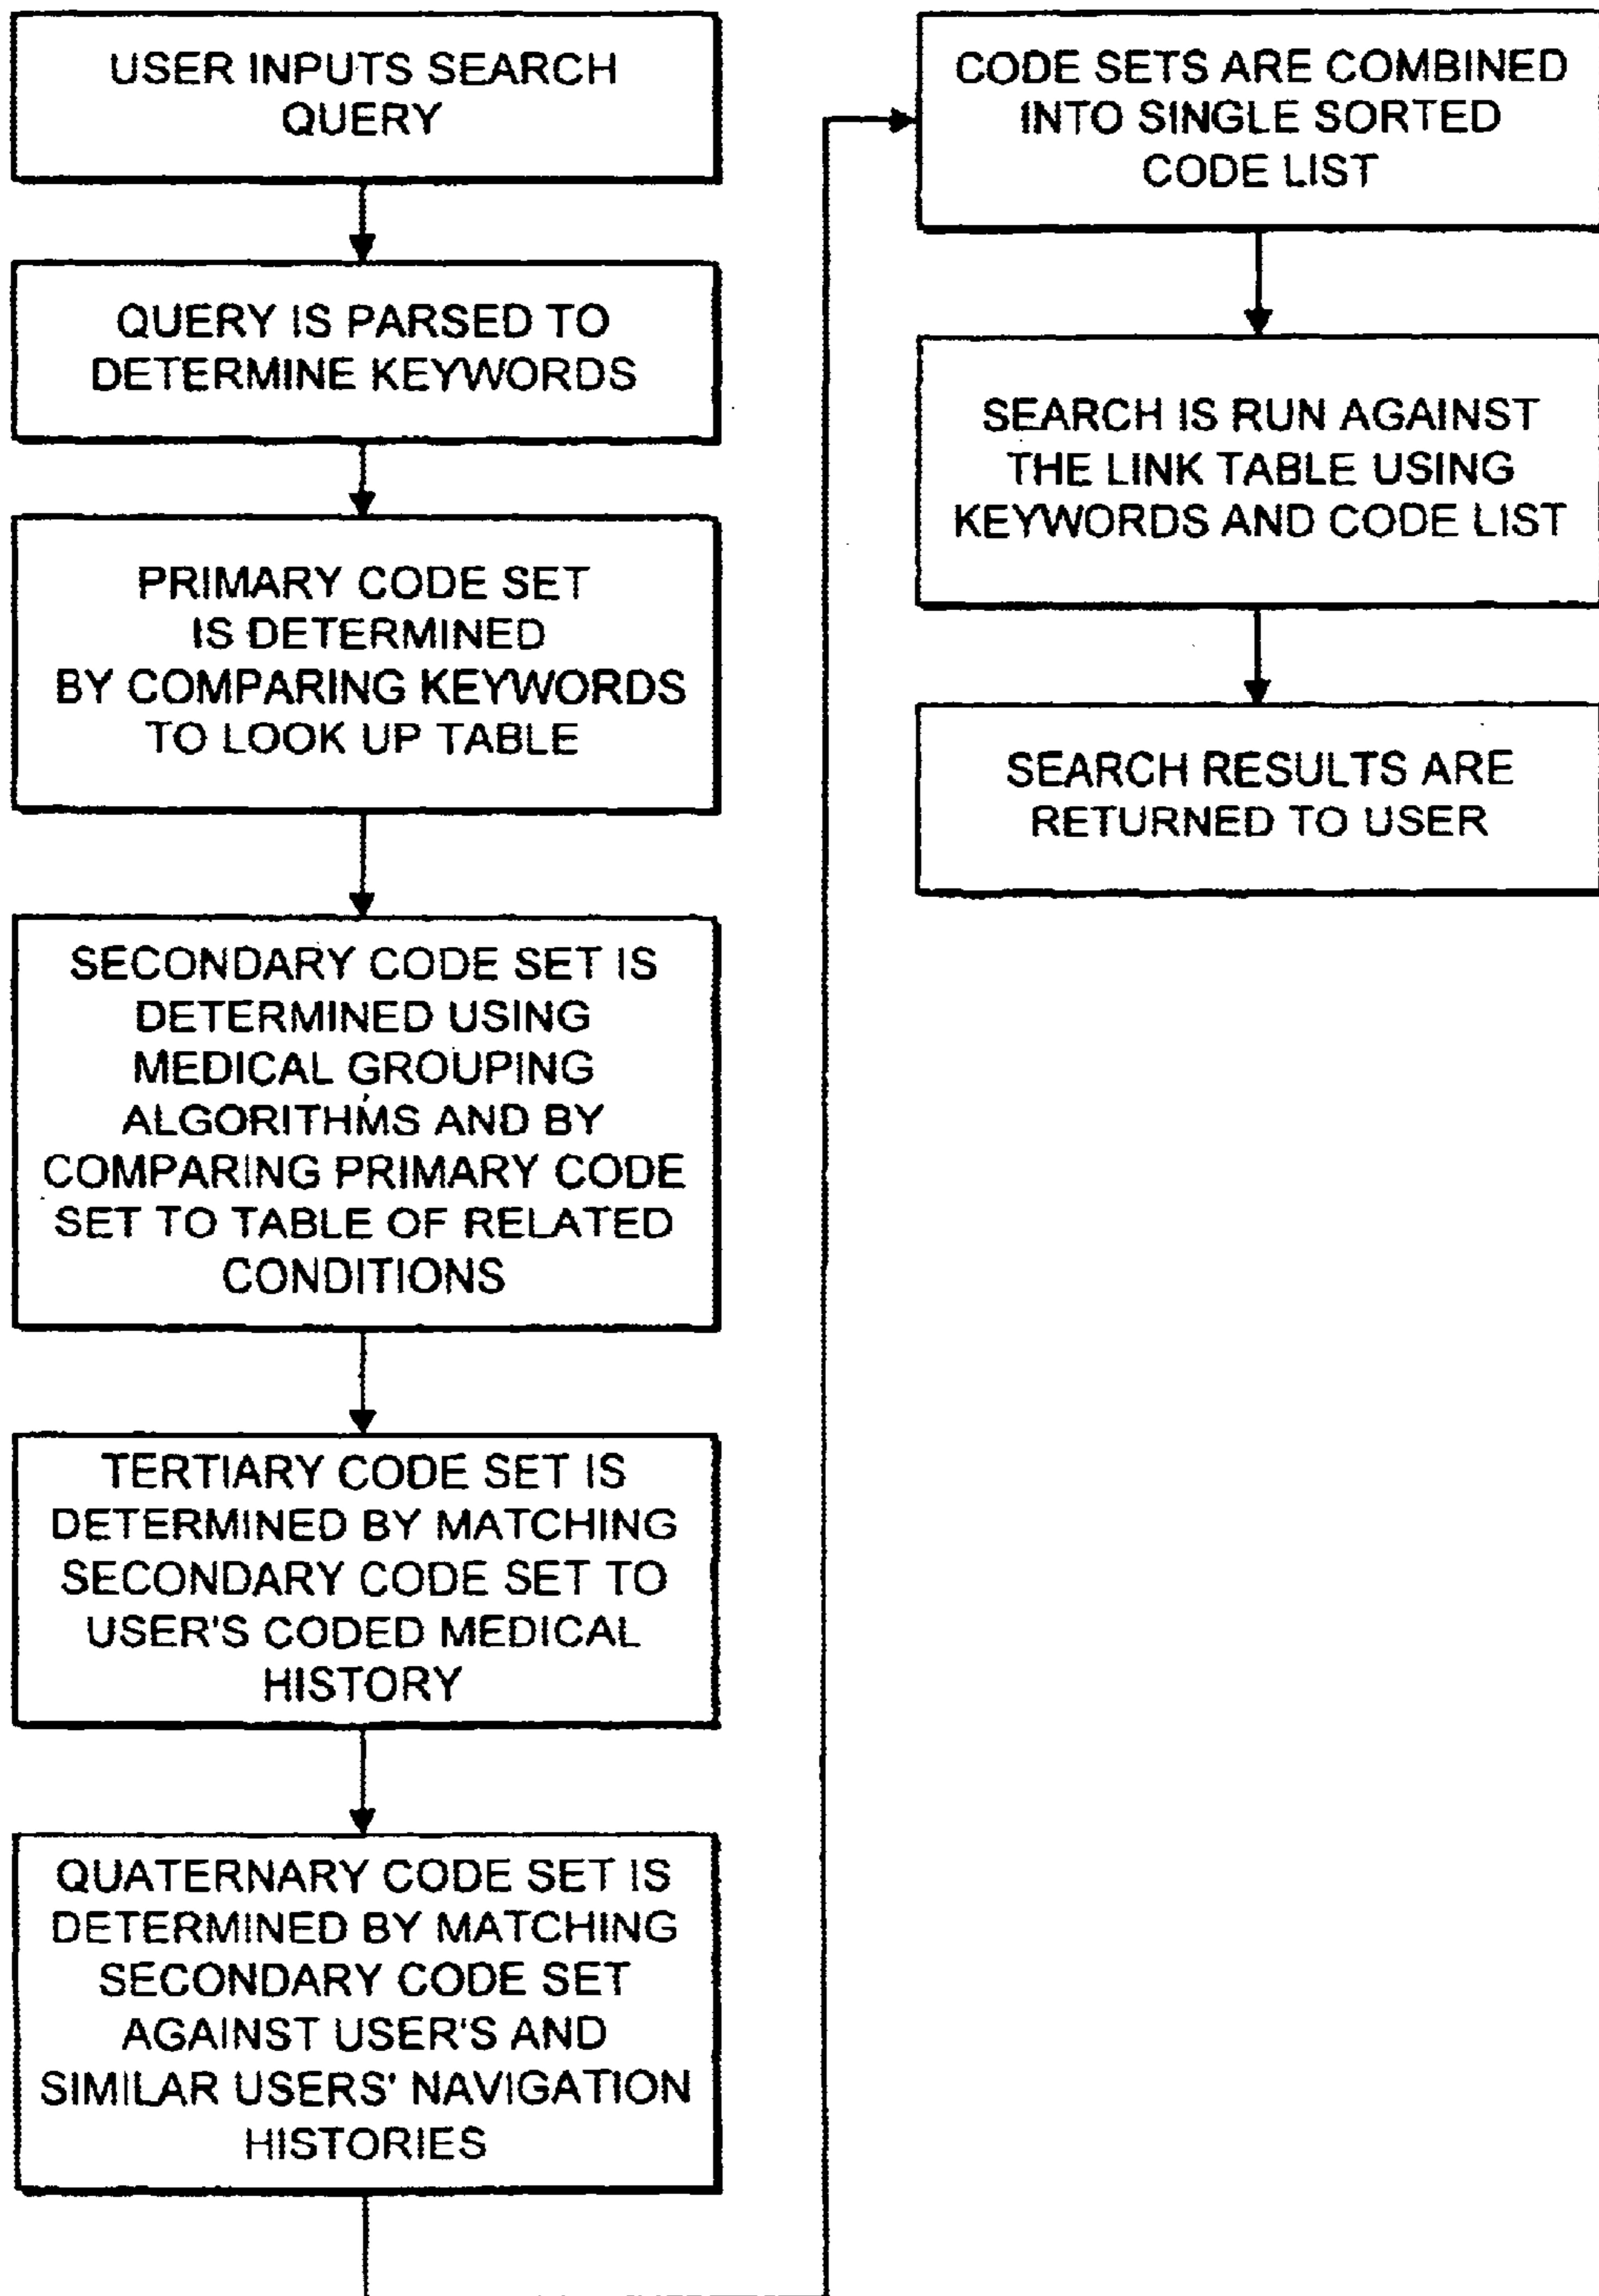 USER INPUTS SEARCH
QUERY
QUERY IS PARSED TO
DETERMINE KEYWORDS
PRIMARY CODE SET
IS DETERMINED
BY COMPARING KEYWORDS
TO LOOK UP TABLE
SECONDARY CODE SET IS
DETERMINED USING
MEDICAL GROUPING
ALGORITHMS AND BY
COMPARING PRIMARY CODE
SET TO TABLE OF RELATED
CONDITIONS
TERTIARY CODE SET IS
DETERMINED BY MATCHING
SECONDARY CODE SET TO
USER'S CODED MEDICAL
HISTORY
QUATERNARY CODE SET IS
DETERMINED BY MATCHING
SECONDARY CODE SET
AGAINST USER'S AND
SIMILAR USERS' NAVIGATION
HISTORIES
CODE SETS ARE COMBINED
INTO SINGLE SORTED
CODE LIST
SEARCH IS RUN AGAINST
THE LINK TABLE USING
KEYWORDS AND CODE LIST
SEARCH RESULTS ARE
RETURNED TO USER